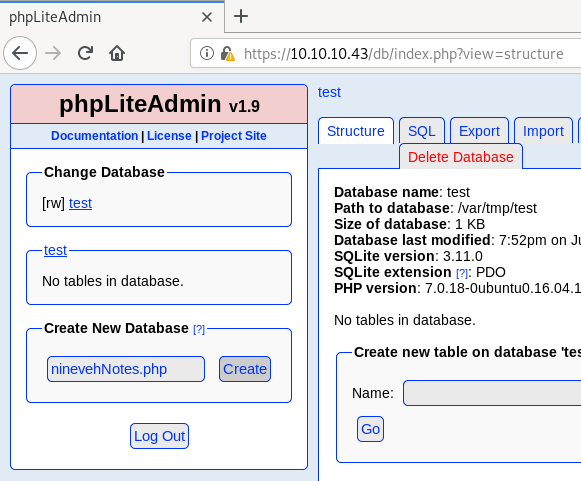 phpLiteAdmin
https://10.10.10.43/db/index.php?view=structure
phpLiteAdmin v1.9
Documentation | License | Project Site
Change Database
[rw] test
test
No tables in database.
Create New Database [?]
ninevehNotes.php Create
Log Out
test
Structure SQL Export Import
Delete Database
Database name: test
Path to database: /var/tmp/test
Size of database: 1 KB
Database last modified: 7:52pm on
SQLite version: 3.11.0
SQLite extension [?]: PDO
PHP version: 7.0.18-0ubuntu0.16.04.1
No tables in database.
Create new table on database
Name:
Go